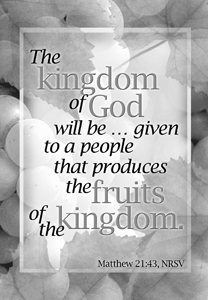 The
kingdom
of God
will be ... given
to a people
that produces
the fruits
of the kingdom.
Matthew 21:43, NRSV